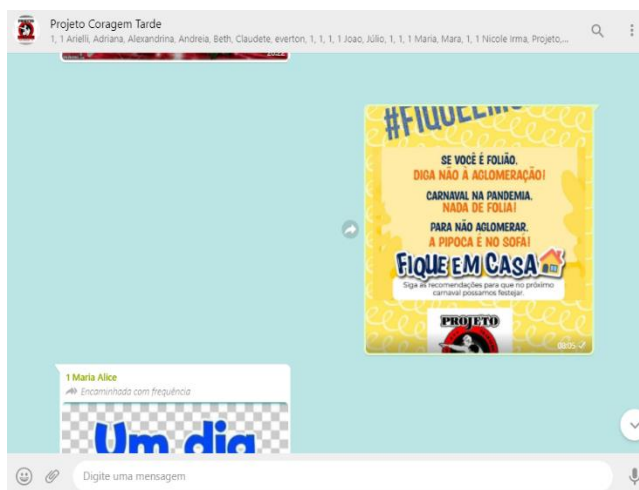 Projeto Coragem Tarde
1, 1 Arielli, Adriana, Alexandrina, Andreia, Beth, Claudete, everton, 1, 1, 1, 1 Joao, Júlio, 1, 1, 1 Maria, Mara, 1, 1 Nicole Irma, Projeto,...
20:22
SE VOCÊ É FOLIÃO.
DIGA NÃO À AGLOMERAÇÃO!
CARNAVAL NA PANDEMIA.
NADA DE FOLIA!
PARA NÃO AGLOMERAR.
A PIPOCA É NO SOFÁ!
FIQUE EM CASA
Siga as recomendações para que no próximo
carnaval possamos festejar.
PROJETO
08:05
1 Maria Alice
Encaminhada com frequência
Um dia
Digite uma mensagem